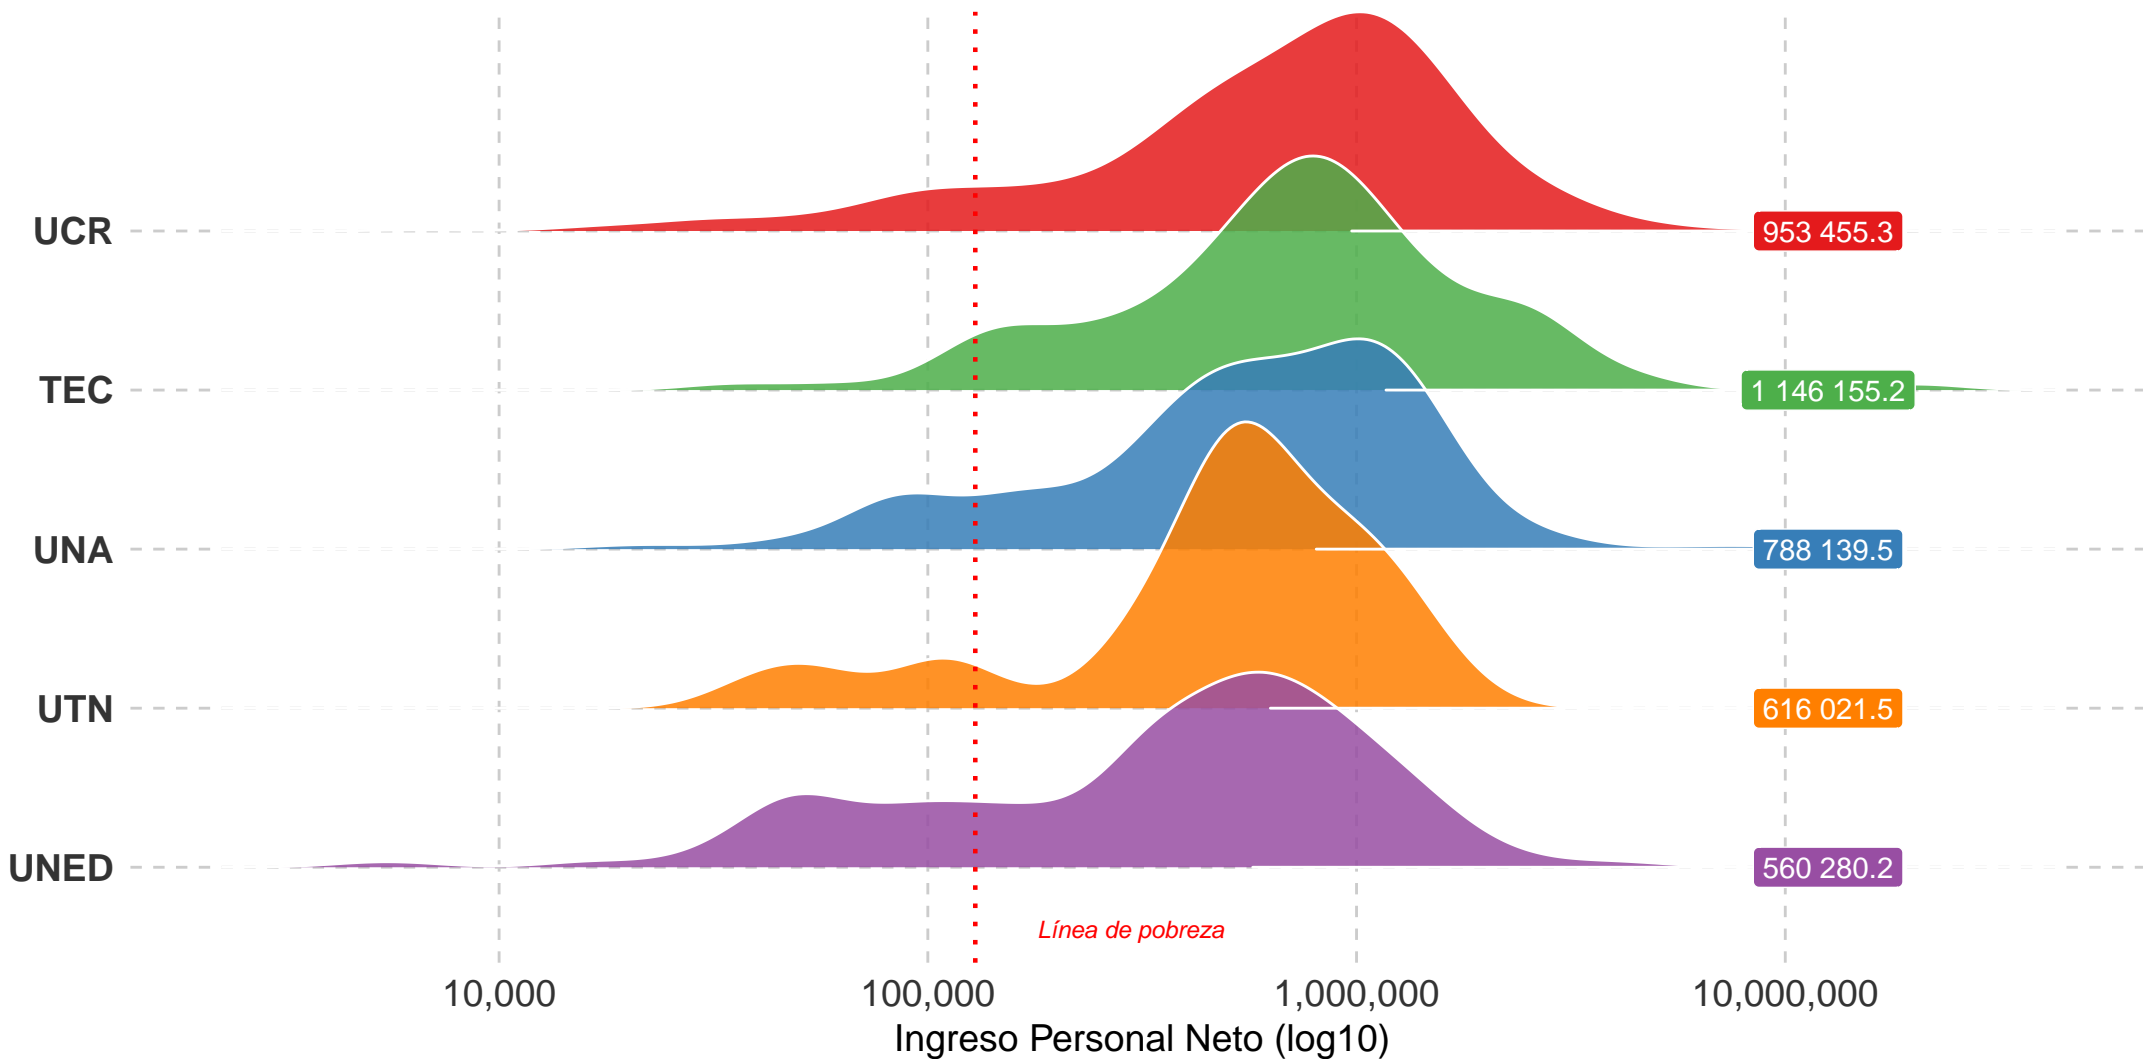 UCR
953 455.3
TEC
1 146 155.2
UNA
788 139.5
UTN
616 021.5
UNED
560 280.2
Línea de pobreza
10,000
100,000
1,000,000
10,000,000
Ingreso Personal Neto (log10)